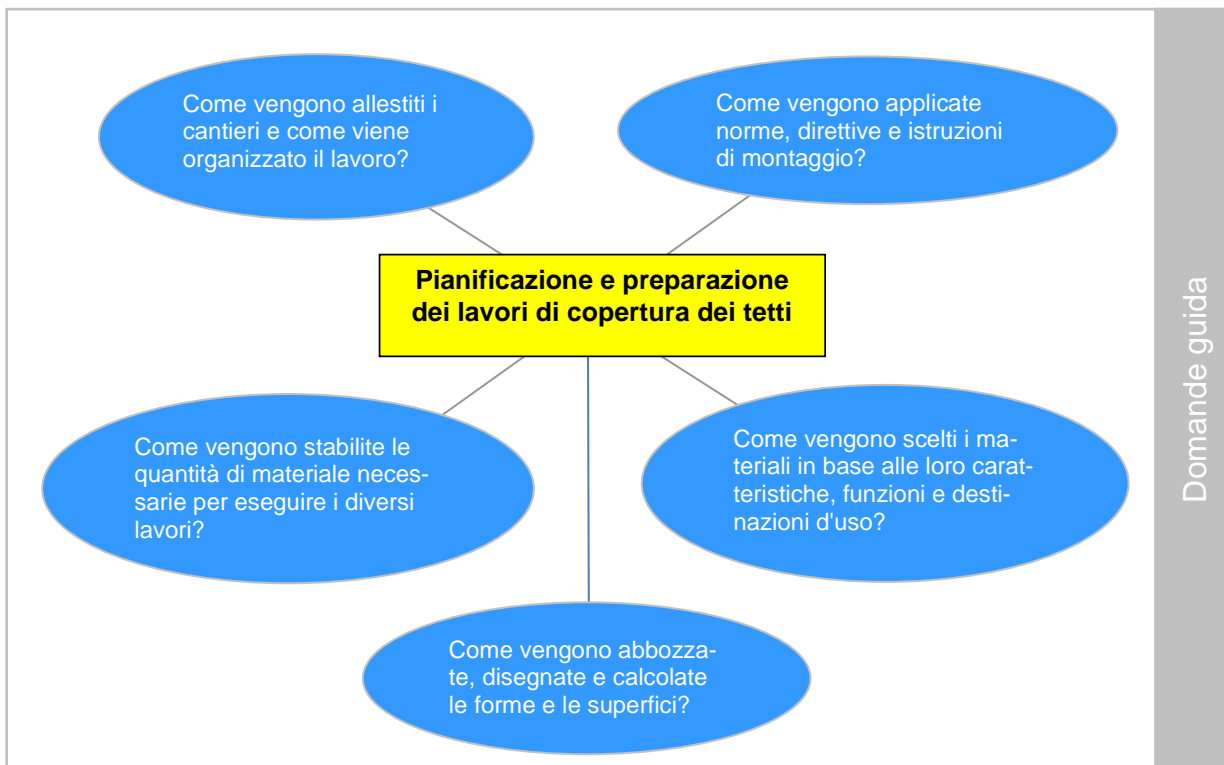 Come vengono allestiti i
cantieri e come viene
organizzato il lavoro?
Come vengono applicate
norme, direttive e istruzioni
di montaggio?
Pianificazione e preparazione
dei lavori di copertura dei tetti
Come vengono stabilite le
quantità di materiale neces-
sarie per eseguire i diversi
lavori?
Come vengono scelti i ma-
teriali in base alle loro carat-
teristiche, funzioni e desti-
nazioni d'uso?
Come vengono abbozza-
te, disegnate e calcolate
le forme e le superfici?
Domande guida